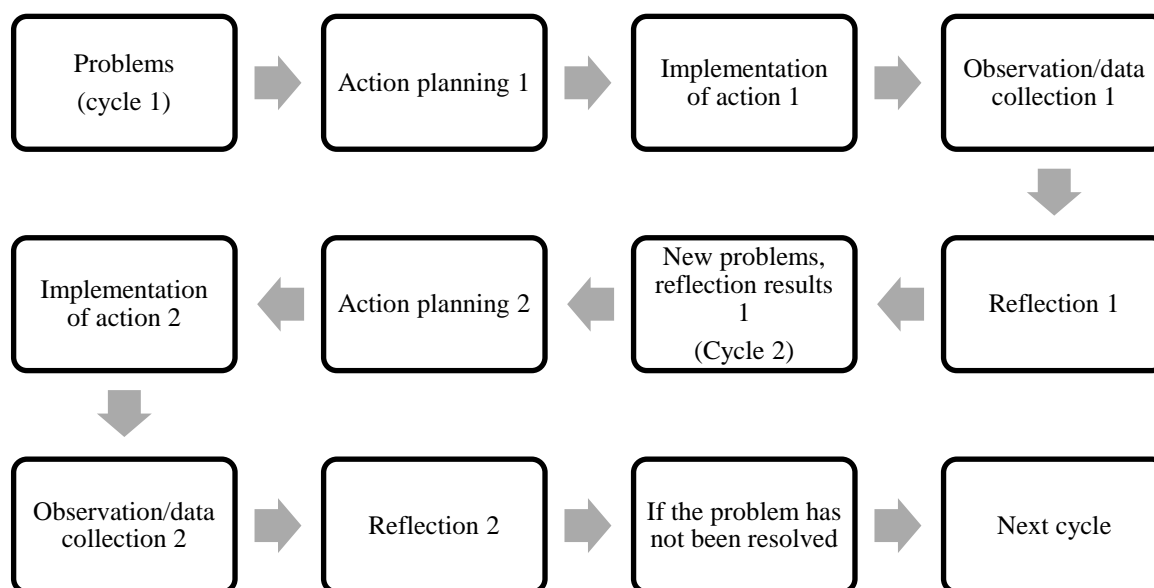 Problems
(cycle 1)
Action planning 1
Implementation
of action 1
Observation/data
collection 1
Reflection 1
New problems,
reflection results
1
(Cycle 2)
Action planning 2
Implementation
of action 2
Observation/data
collection 2
Reflection 2
If the problem has
not been resolved
Next cycle